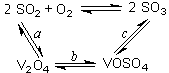 2 SO₂ + O₂ ⇌ 2 SO₃
a c
b
V₂O₄ ⇌ VOSO₄